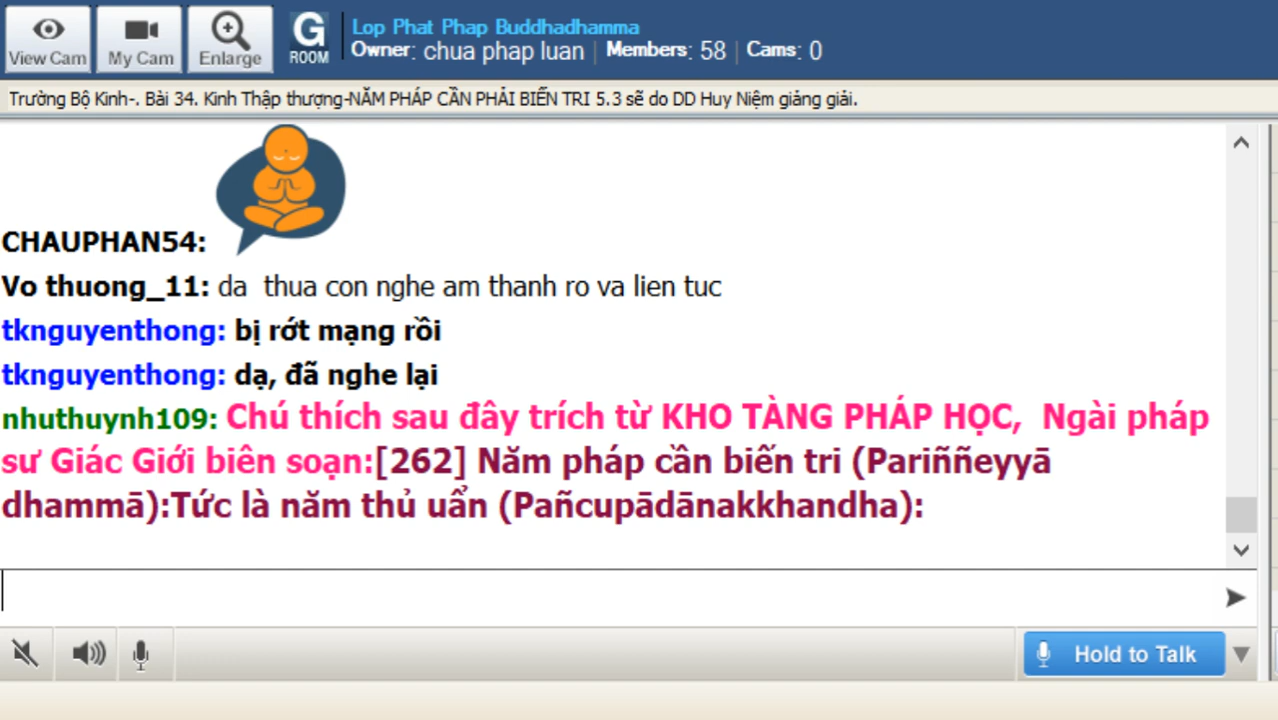 View Cam
My Cam
Enlarge
G
ROOM
Lop Phat Phap Buddhadhamma
Owner: chua phap luan | Members: 58 | Cams: 0
Trường Bộ Kinh-. Bài 34. Kinh Thập thượng-NĂM PHÁP CẦN PHẢI BIẾN TRI 5.3 sẽ do DD Huy Niệm giảng giải.
CHAUPHAN54:
Vo thuong_11: da thua con nghe am thanh ro va lien tuc
tknguyenthong: bị rớt mạng rồi
tknguyenthong: dạ, đã nghe lại
nhuthuynh109: Chú thích sau đây trích từ KHO TÀNG PHÁP HỌC, Ngài pháp
sư Giác Giới biên soạn:[262] Năm pháp cần biến tri (Pariññeyyā
dhammā):Tức là năm thủ uẩn (Pañcupādānakkhandha):
Hold to Talk